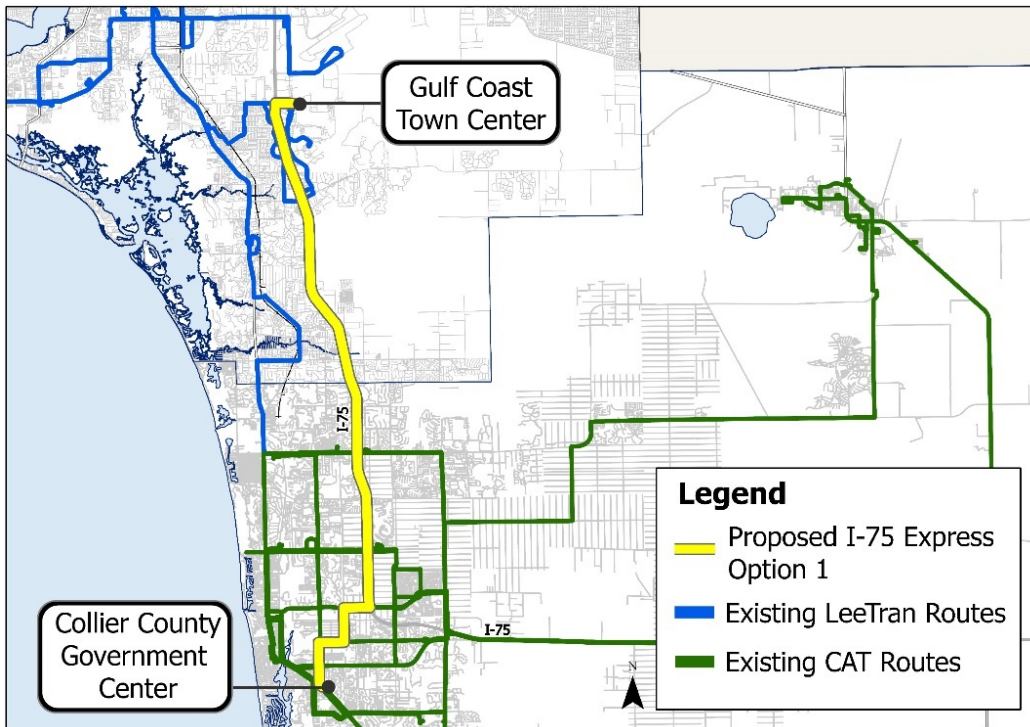 Gulf Coast
Town Center
I-75
Legend
Proposed I-75 Express
Option 1
Existing LeeTran Routes
Existing CAT Routes
Collier County
Government
Center
I-75
N